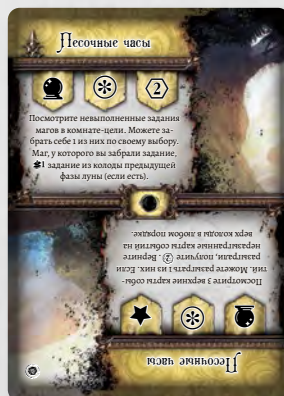 Песочные часы
2
Посмотрите невыполненные задания
магов в комнате-цели. Можете за-
брать себе 1 из них по своему выбору.
Маг, у которого вы забрали задание,
1 задание из колоды предыдущей
фазы луны (если есть).
Песочные часы
Посмотрите 3 верхние карты собы-
тий. Можете разыграть 1 из них. Если
разыграли, получите 2. Верните
неразыгранные карты событий на
верх колоды в любом порядке.